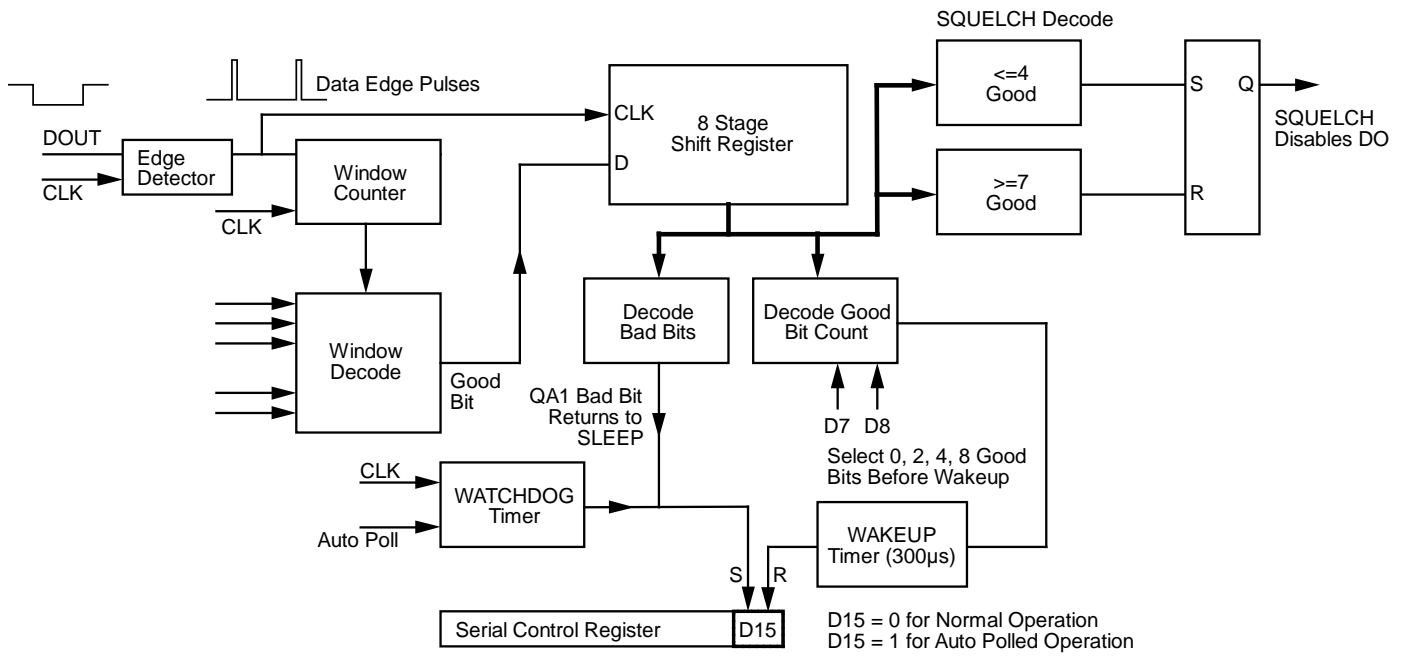 SQUELCH Decode
Data Edge Pulses
DOUT
CLK
Edge
Detector
Window
Counter
CLK
CLK
D
8 Stage
Shift Register
<=4
Good
>=7
Good
S
Q
R
SQUELCH
Disables DO
Window
Decode
Good
Bit
Decode
Bad Bits
Decode Good
Bit Count
QA1 Bad Bit
Returns to
SLEEP
D7
D8
Select 0, 2, 4, 8 Good
Bits Before Wakeup
CLK
Auto Poll
WATCHDOG
Timer
WAKEUP
Timer (300µs)
S
R
Serial Control Register
D15
D15 = 0 for Normal Operation
D15 = 1 for Auto Polled Operation